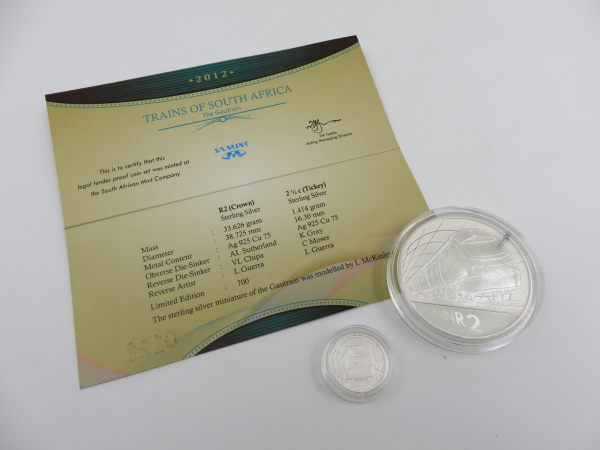 2012
TRAINS OF SOUTH AFRICA
The Gautrain
SA MINT
This is to certify that this
legal tender proof coin set was minted at
the South African Mint Company
Acting Managing Director
R2 (Crown) 2 ½ c (Tickey)
Sterling Silver Sterling Silver
Mass : 33.626 gram 1.414 gram
Diameter : 38.725 mm 16.30 mm
Metal Content : Ag 925 Cu 75 Ag 925 Cu 75
Obverse Die-Sinker : AL Sutherland K Gray
Reverse Die-Sinker : VL Chipa C Moses
Reverse Artist : L Guerra L Guerra
Limited Edition : 700
The sterling silver miniature of the Gautrain was modelled by L McKinley
R2